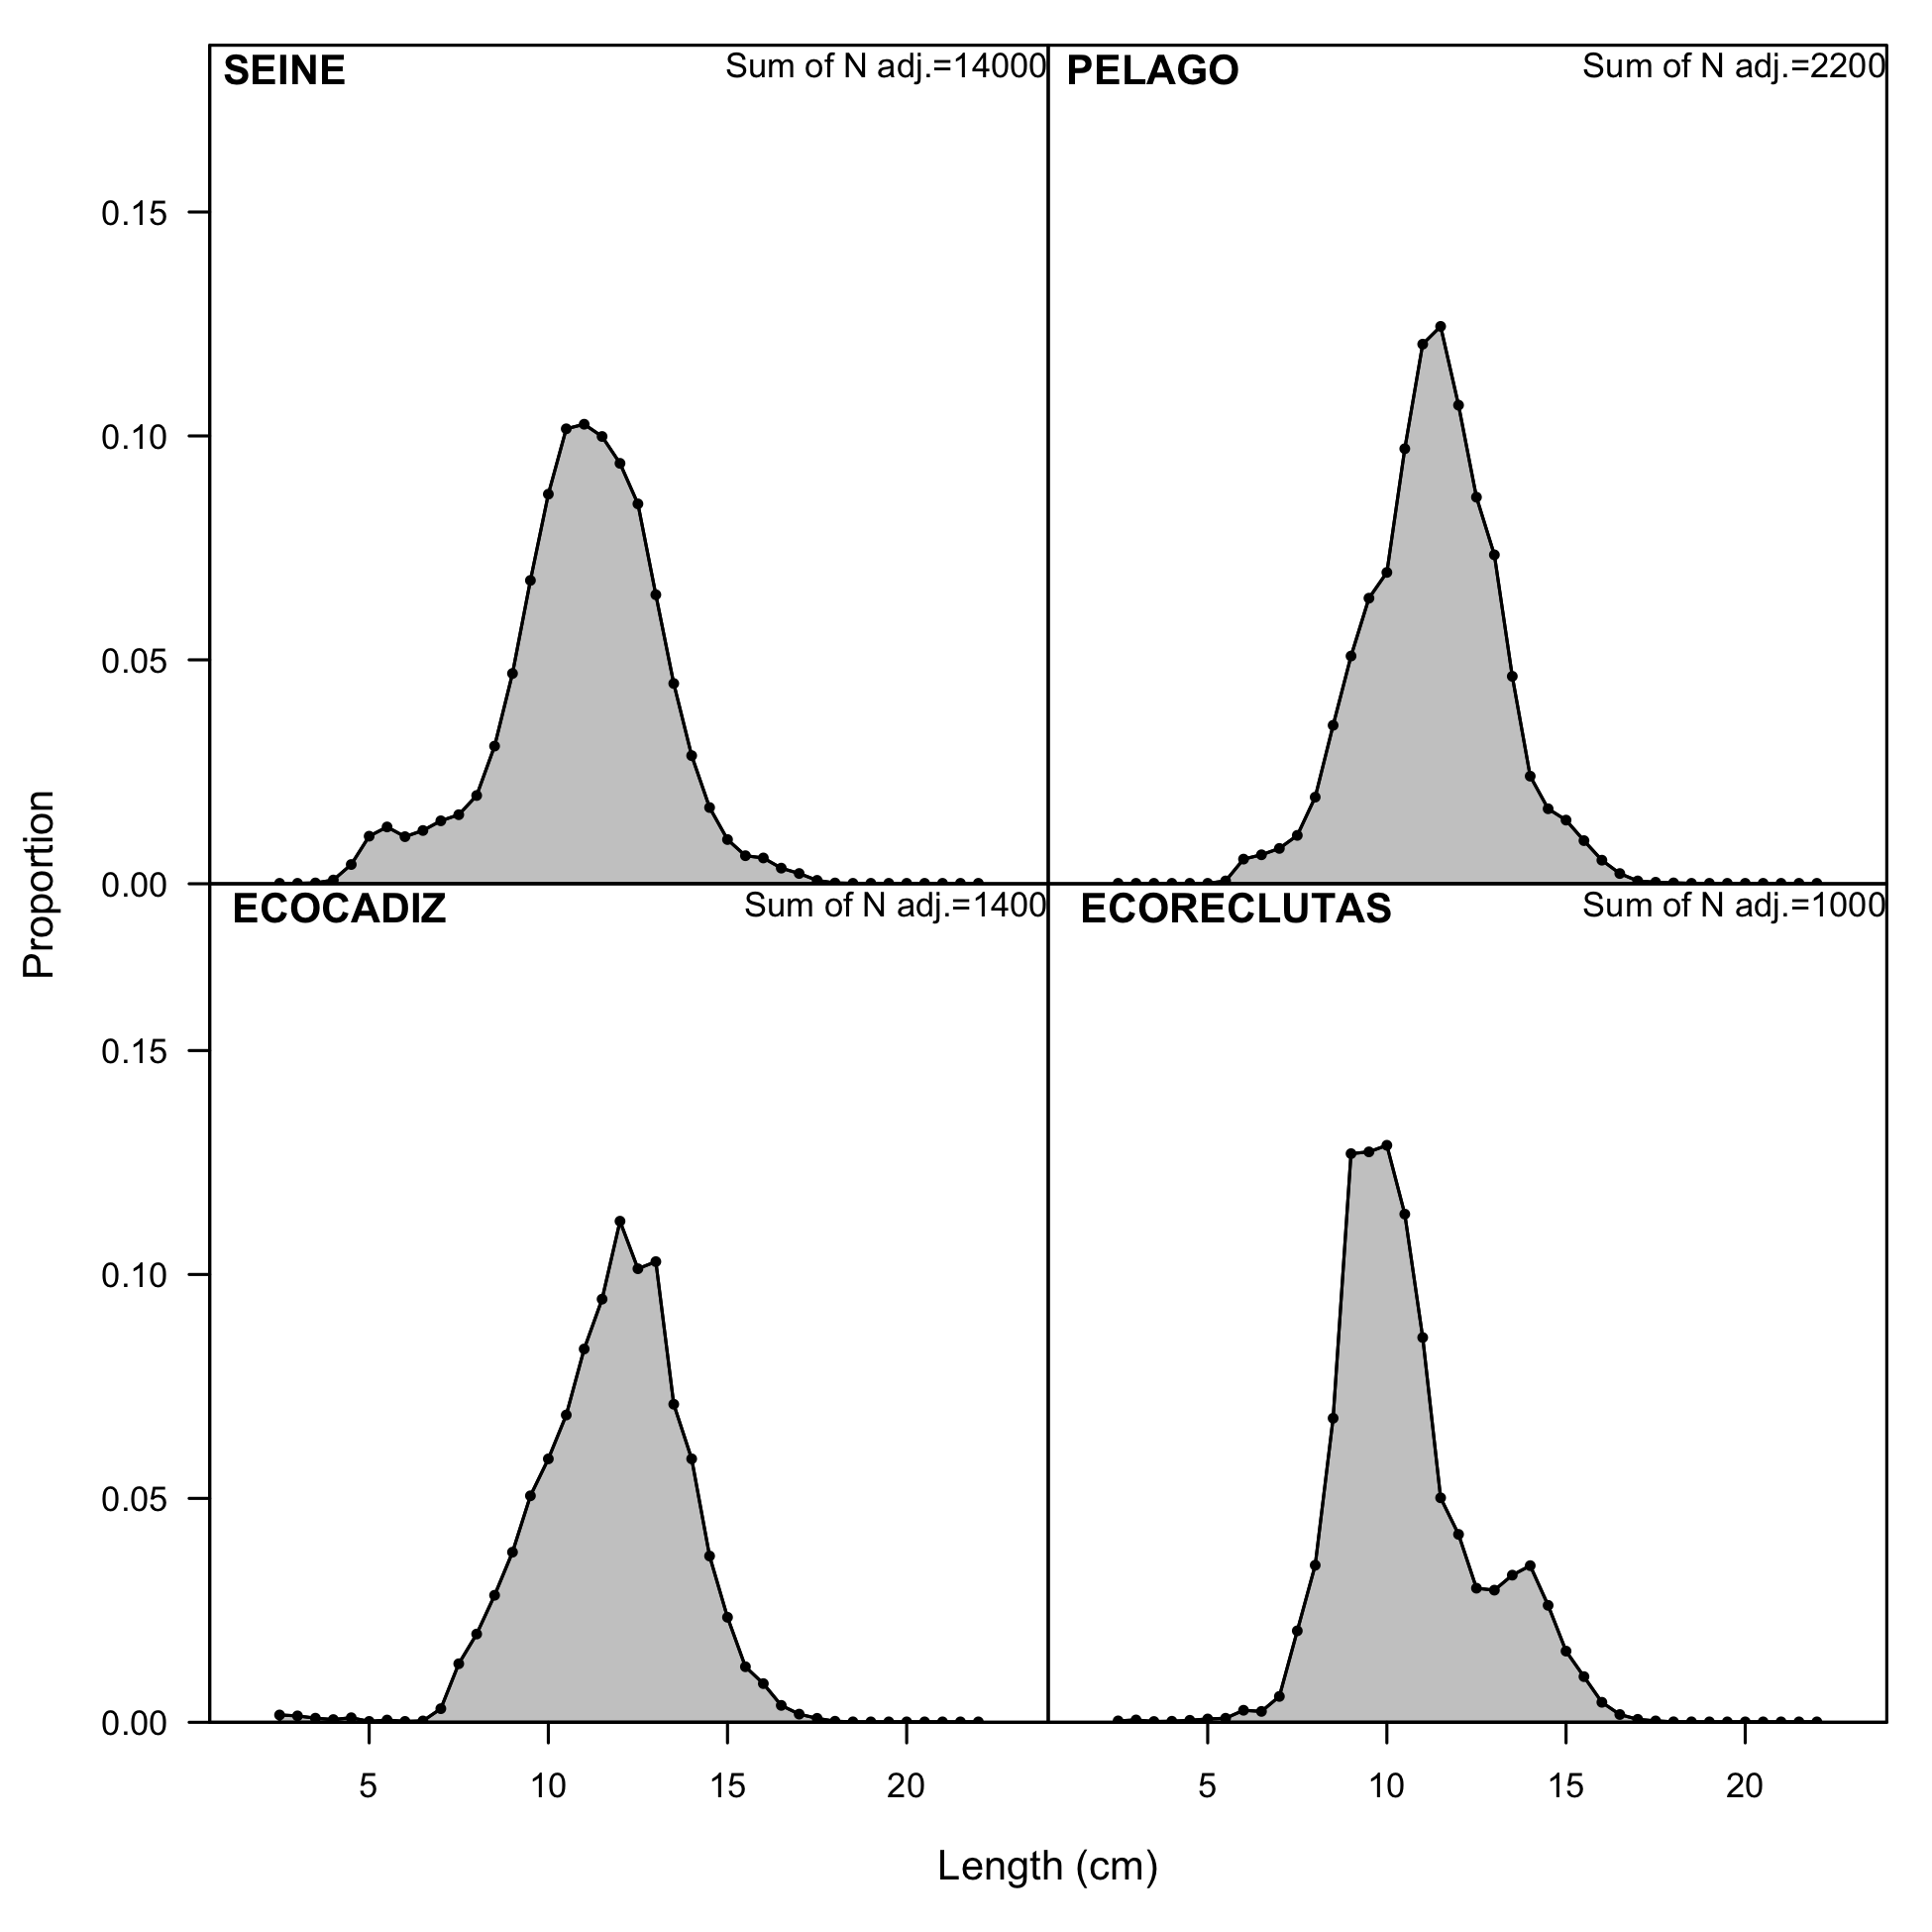 SEINE Sum of N adj.=14000
PELAGO Sum of N adj.=2200
0.15
0.10
0.05
0.00
ECOCADIZ Sum of N adj.=1400
ECORECLUTAS Sum of N adj.=1000
Proportion
0.15
0.10
0.05
0.00
5 10 15 20
5 10 15 20
Length (cm)